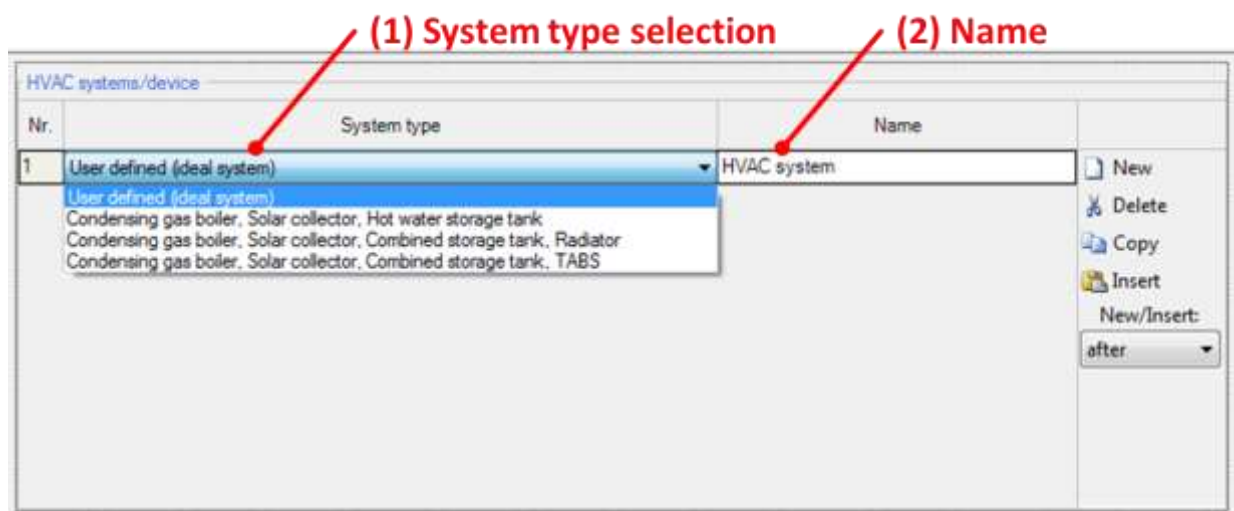 (1) System type selection (2) Name
HVAC systems/device
Nr. System type Name
1 User defined (ideal system) HVAC system New
User defined (ideal system)
Condensing gas boiler, Solar collector, Hot water storage tank
Condensing gas boiler, Solar collector, Combined storage tank, Radiator
Condensing gas boiler, Solar collector, Combined storage tank, TABS
Delete
Copy
Insert
New/Insert:
after